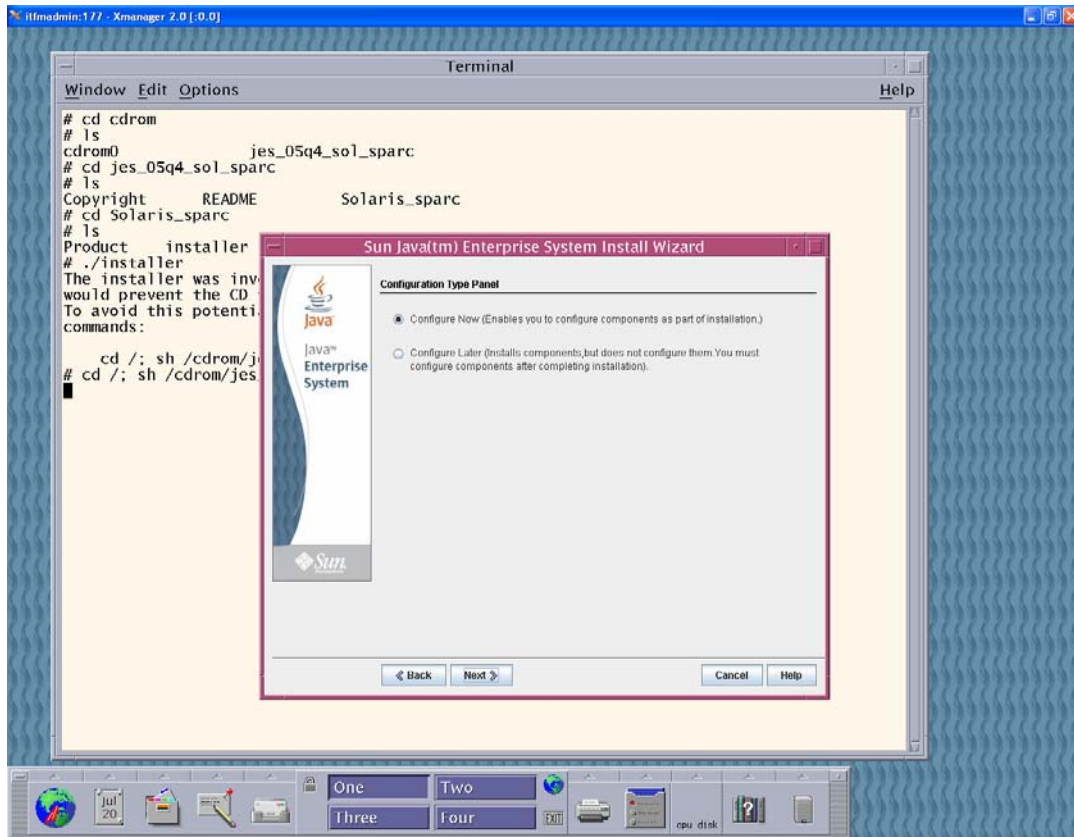 itfmadmin:177 - Xmanager 2.0 [:0.0]
Terminal
Window Edit Options Help
# cd cdrom
# ls
cdrom0 jes_05q4_sol_sparc
# cd jes_05q4_sol_sparc
# ls
Copyright README Solaris_sparc
# cd Solaris_sparc
# ls
Product installer
# ./installer
The installer was inv
would prevent the CD
To avoid this potenti
commands:
cd /; sh /cdrom/j
# cd /; sh /cdrom/jes
Sun Java(tm) Enterprise System Install Wizard
Java
Java™
Enterprise
System
Sun
Configuration Type Panel
Configure Now (Enables you to configure components as part of installation.)
Configure Later (Installs components,but does not configure them.You must
configure components after completing installation).
Back Next Cancel Help
One Two
Three Four
Jul
20
EXIT
cpu disk